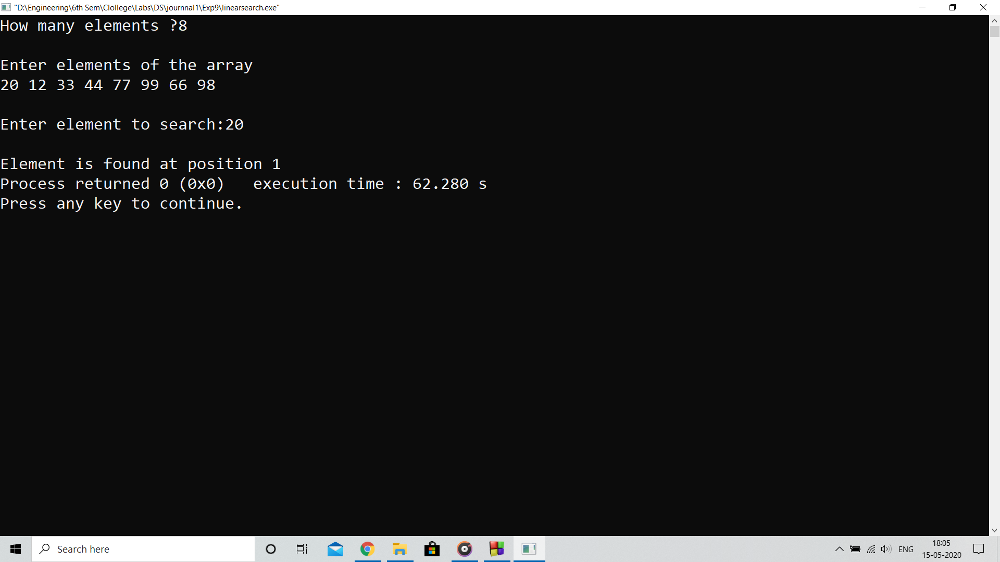 "D:\Engineering\6th Sem\Clollege\Labs\DS\journnal1\Exp9\linearsearch.exe"
How many elements ?8
Enter elements of the array
20 12 33 44 77 99 66 98
Enter element to search:20
Element is found at position 1
Process returned 0 (0x0)   execution time : 62.280 s
Press any key to continue.
Search here
ENG
18:05
15-05-2020